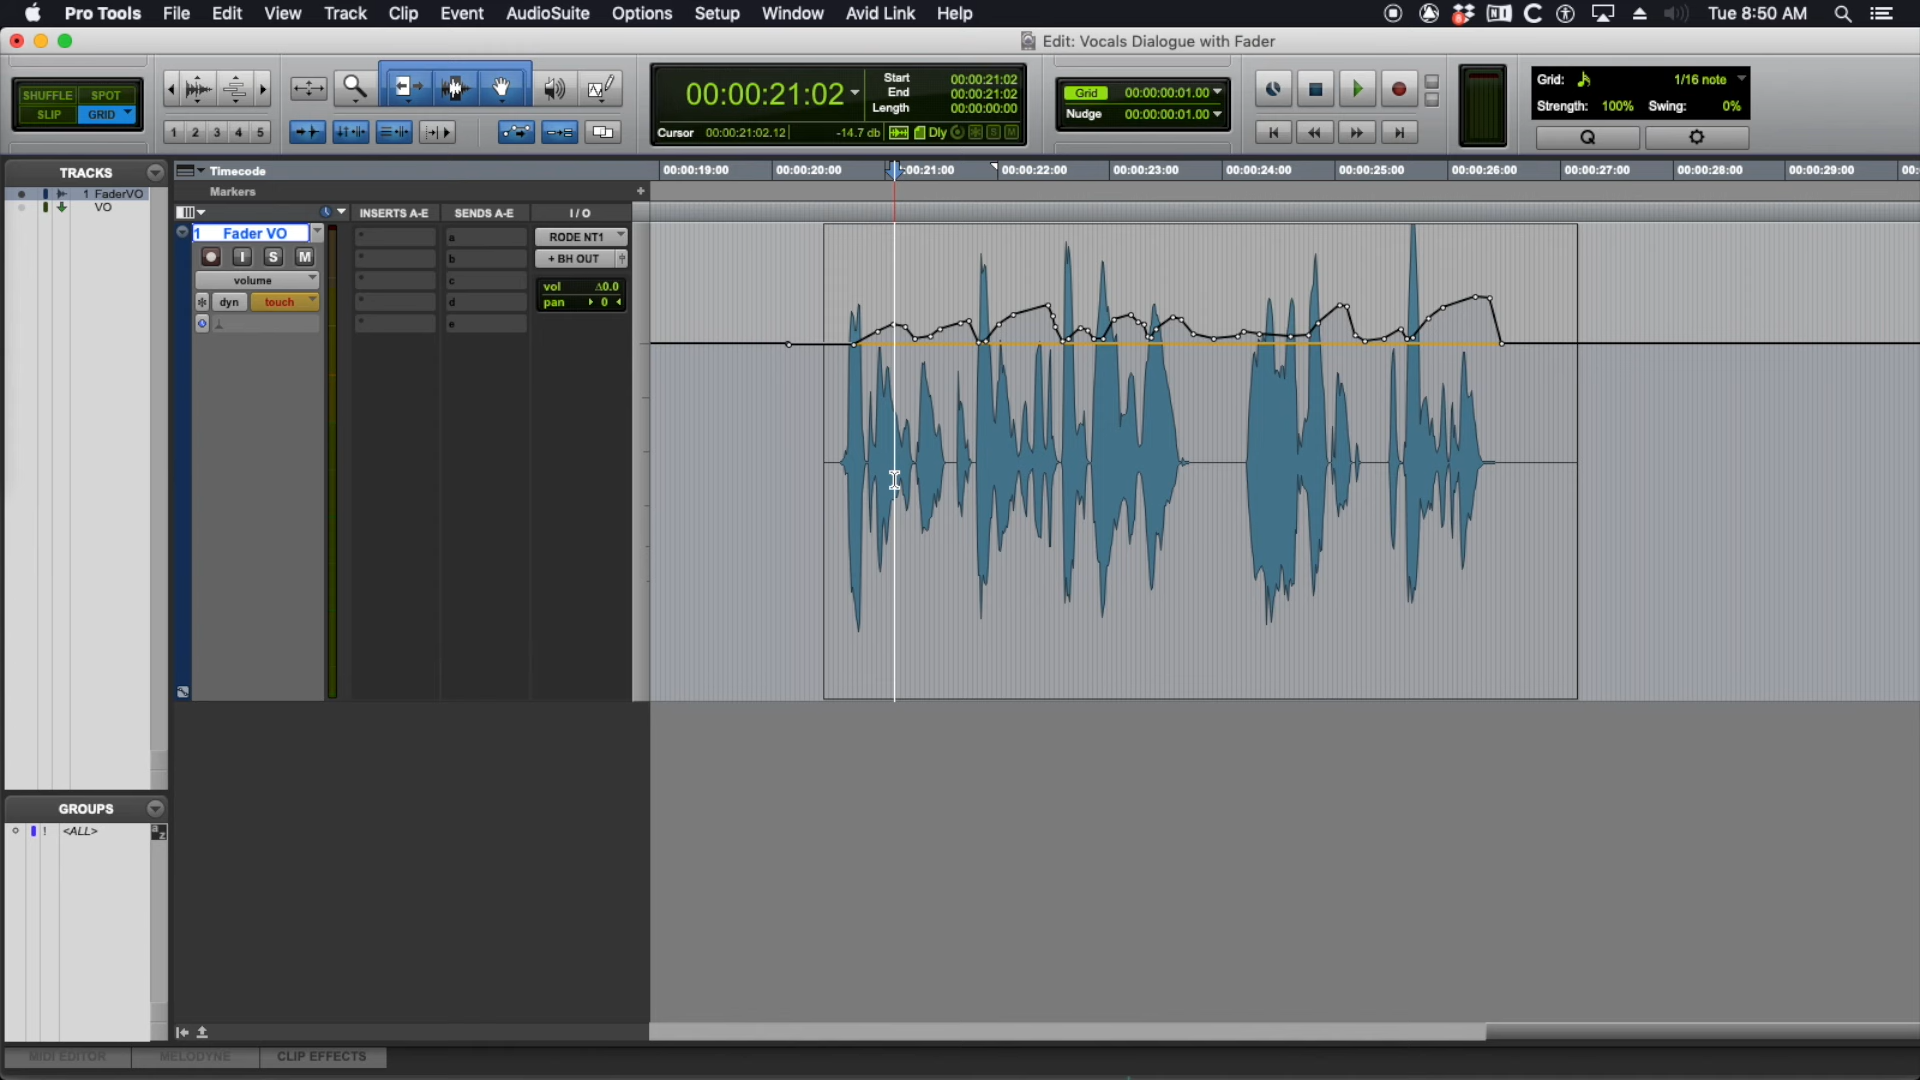 Pro Tools File Edit View Track Clip Event AudioSuite Options Setup Window Avid Link Help Tue 8:50 AM
Edit: Vocals Dialogue with Fader
SHUFFLE SPOT
SLIP GRID
1 2 3 4 5
00:00:21:02
Start 00:00:21:02
End 00:00:21:02
Length 00:00:00:00
Cursor 00:00:21:02.12 -14.7 db Dly S M
Grid 00:00:00:01.00
Nudge 00:00:00:01.00
Grid: 1/16 note
Strength: 100% Swing: 0%
Q
TRACKS
1 FaderVO
VO
Timecode
Markers
00:00:19:00 00:00:20:00 :00:21:00 00:00:22:00 00:00:23:00 00:00:24:00 00:00:25:00 00:00:26:00 00:00:27:00 00:00:28:00 00:00:29:00 00:
INSERTS A-E SENDS A-E I / O
1 Fader VO
I S M
volume
dyn touch
a
b
c
d
e
RODE NT1
+ BH OUT
vol Δ0.0
pan 0
GROUPS
! <ALL>
a z
MIDI EDITOR MELODYNE CLIP EFFECTS